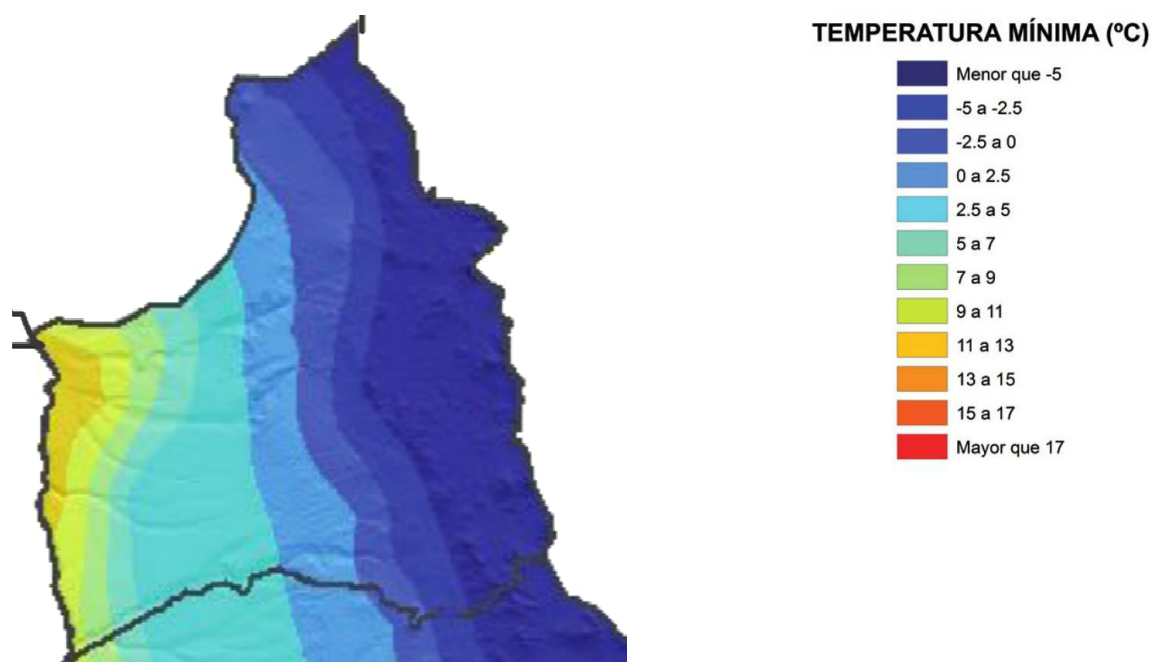 TEMPERATURA MÍNIMA (ºC)
Menor que -5
-5 a -2.5
-2.5 a 0
0 a 2.5
2.5 a 5
5 a 7
7 a 9
9 a 11
11 a 13
13 a 15
15 a 17
Mayor que 17